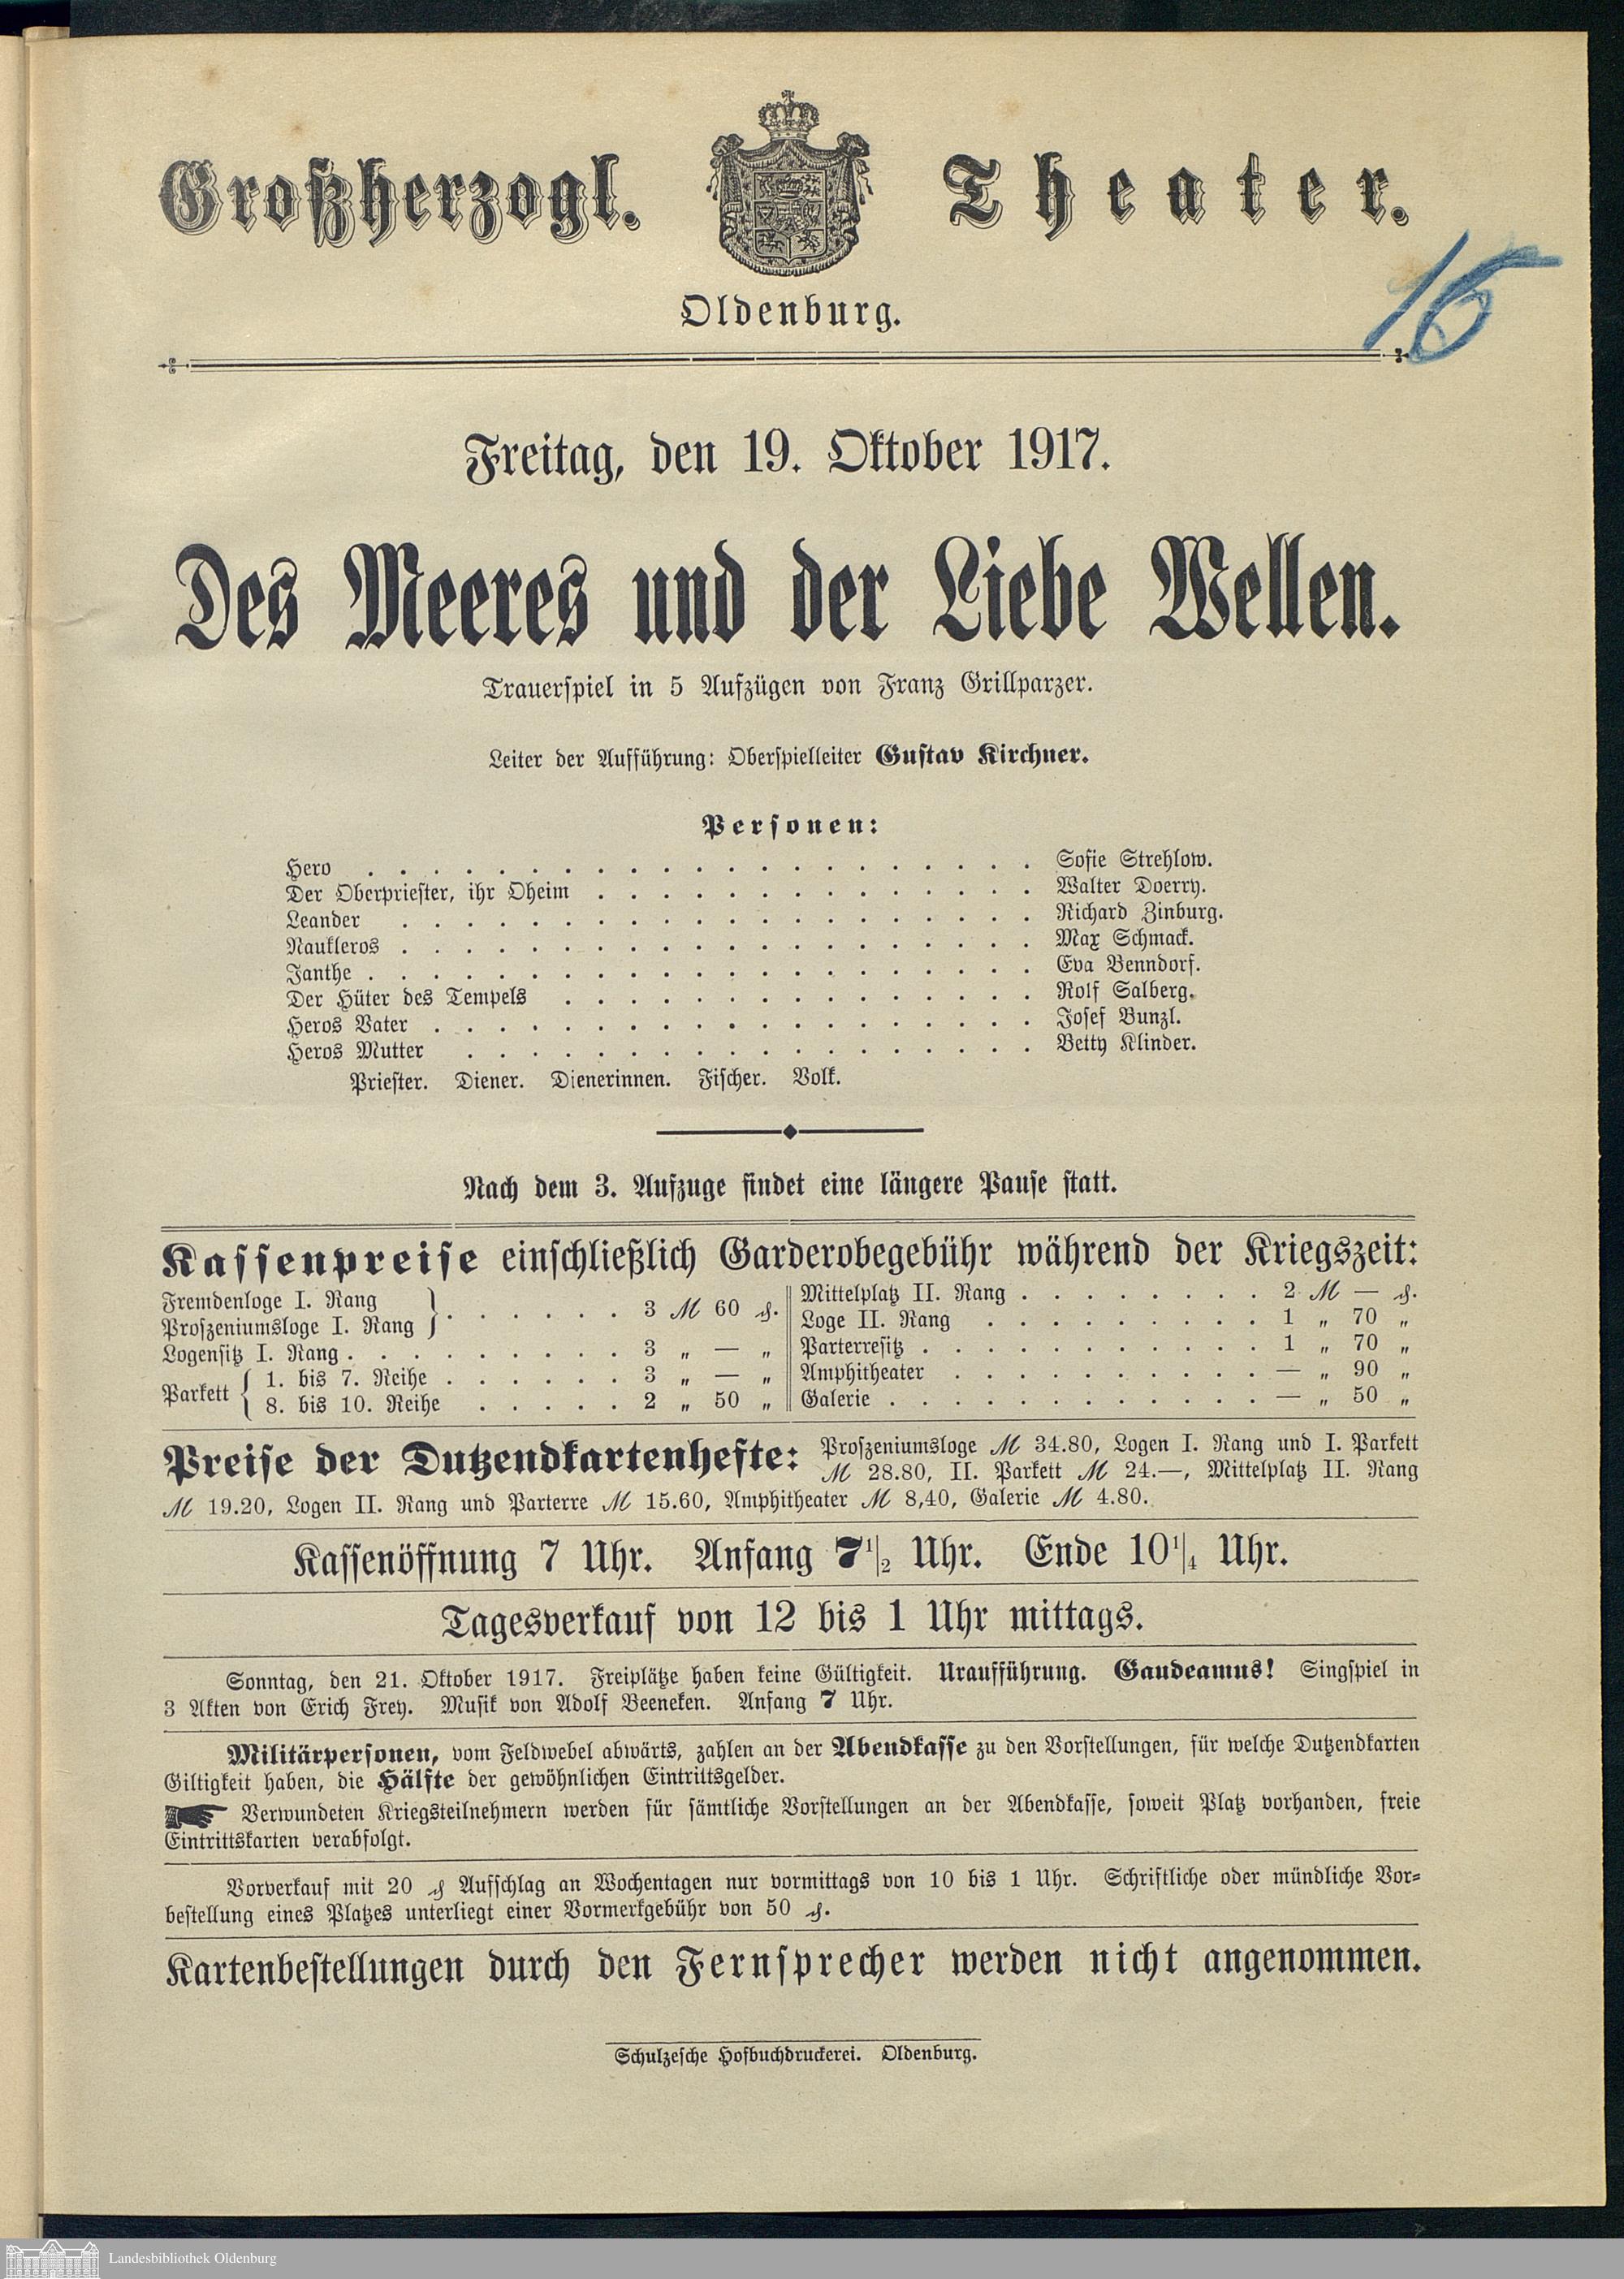 Großherzogl. Theater.
16
Oldenburg.
Freitag, den 19. Oktober 1917.
Des Meeres und der Liebe Wellen.
Trauerspiel in 5 Aufzügen von Franz Grillparzer.
Leiter der Aufführung: Oberspielleiter Gustav Kirchner.
Personen:
Hero . . . . . . . . . . . . . . . . . . . . . Sofie Strehlow.
Der Oberpriester, ihr Oheim . . . . . . . . . . . . . . Walter Doerry.
Leander . . . . . . . . . . . . . . . . . . . . Richard Zinburg.
Naukleros . . . . . . . . . . . . . . . . . . . . Max Schmack.
Janthe . . . . . . . . . . . . . . . . . . . . . Eva Benndorf.
Der Hüter des Tempels . . . . . . . . . . . . . . . Rolf Salberg.
Heros Vater . . . . . . . . . . . . . . . . . . . Josef Bunzl.
Heros Mutter . . . . . . . . . . . . . . . . . . Betty Klinder.
Priester. Diener. Dienerinnen. Fischer. Volk.
Nach dem 3. Aufzuge findet eine längere Pause statt.
Kassenpreise einschließlich Garderobegebühr während der Kriegszeit:
Fremdenloge I. Rang
Proszeniumsloge I. Rang } . . . . . . 3 ℳ 60 ₰.
Logensitz I. Rang . . . . . . . . . 3 „ — „
Parkett { 1. bis 7. Reihe . . . . . . 3 „ — „
8. bis 10. Reihe . . . . . 2 „ 50 „
Mittelplatz II. Rang . . . . . . . . 2 ℳ — ₰.
Loge II. Rang . . . . . . . . . 1 „ 70 „
Parterresitz . . . . . . . . . . . 1 „ 70 „
Amphitheater . . . . . . . . . . — „ 90 „
Galerie . . . . . . . . . . . . — „ 50 „
Preise der Dutzendkartenhefte: Proszeniumsloge ℳ 34.80, Logen I. Rang und I. Parkett
ℳ 28.80, II. Parkett ℳ 24.—, Mittelplatz II. Rang
ℳ 19.20, Logen II. Rang und Parterre ℳ 15.60, Amphitheater ℳ 8,40, Galerie ℳ 4.80.
Kassenöffnung 7 Uhr. Anfang 7 1/2 Uhr. Ende 10 1/4 Uhr.
Tagesverkauf von 12 bis 1 Uhr mittags.
Sonntag, den 21. Oktober 1917. Freiplätze haben keine Gültigkeit. Uraufführung. Gaudeamus! Singspiel in
3 Akten von Erich Frey. Musik von Adolf Beeneken. Anfang 7 Uhr.
Militärpersonen, vom Feldwebel abwärts, zahlen an der Abendkasse zu den Vorstellungen, für welche Dutzendkarten
Giltigkeit haben, die Hälfte der gewöhnlichen Eintrittsgelder.
Verwundeten Kriegsteilnehmern werden für sämtliche Vorstellungen an der Abendkasse, soweit Platz vorhanden, freie
Eintrittskarten verabfolgt.
Vorverkauf mit 20 ₰ Aufschlag an Wochentagen nur vormittags von 10 bis 1 Uhr. Schriftliche oder mündliche Vor-
bestellung eines Platzes unterliegt einer Vormerkgebühr von 50 ₰.
Kartenbestellungen durch den Fernsprecher werden nicht angenommen.
Schulzesche Hofbuchdruckerei. Oldenburg.
Landesbibliothek Oldenburg